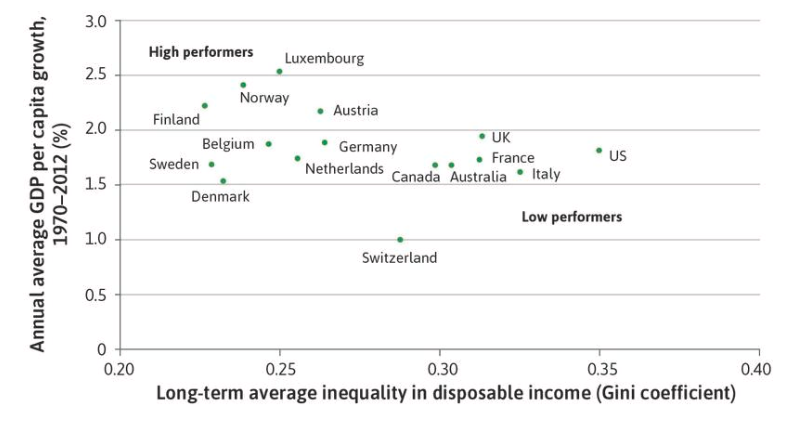 Annual average GDP per capita growth,
1970–2012 (%)
3.0
2.5
2.0
1.5
1.0
0.5
0
High performers
Luxembourg
Norway
Finland
Austria
Belgium
Germany
UK
Sweden
Netherlands
France
US
Canada
Australia
Italy
Denmark
Low performers
Switzerland
0.20
0.25
0.30
0.35
0.40
Long-term average inequality in disposable income (Gini coefficient)